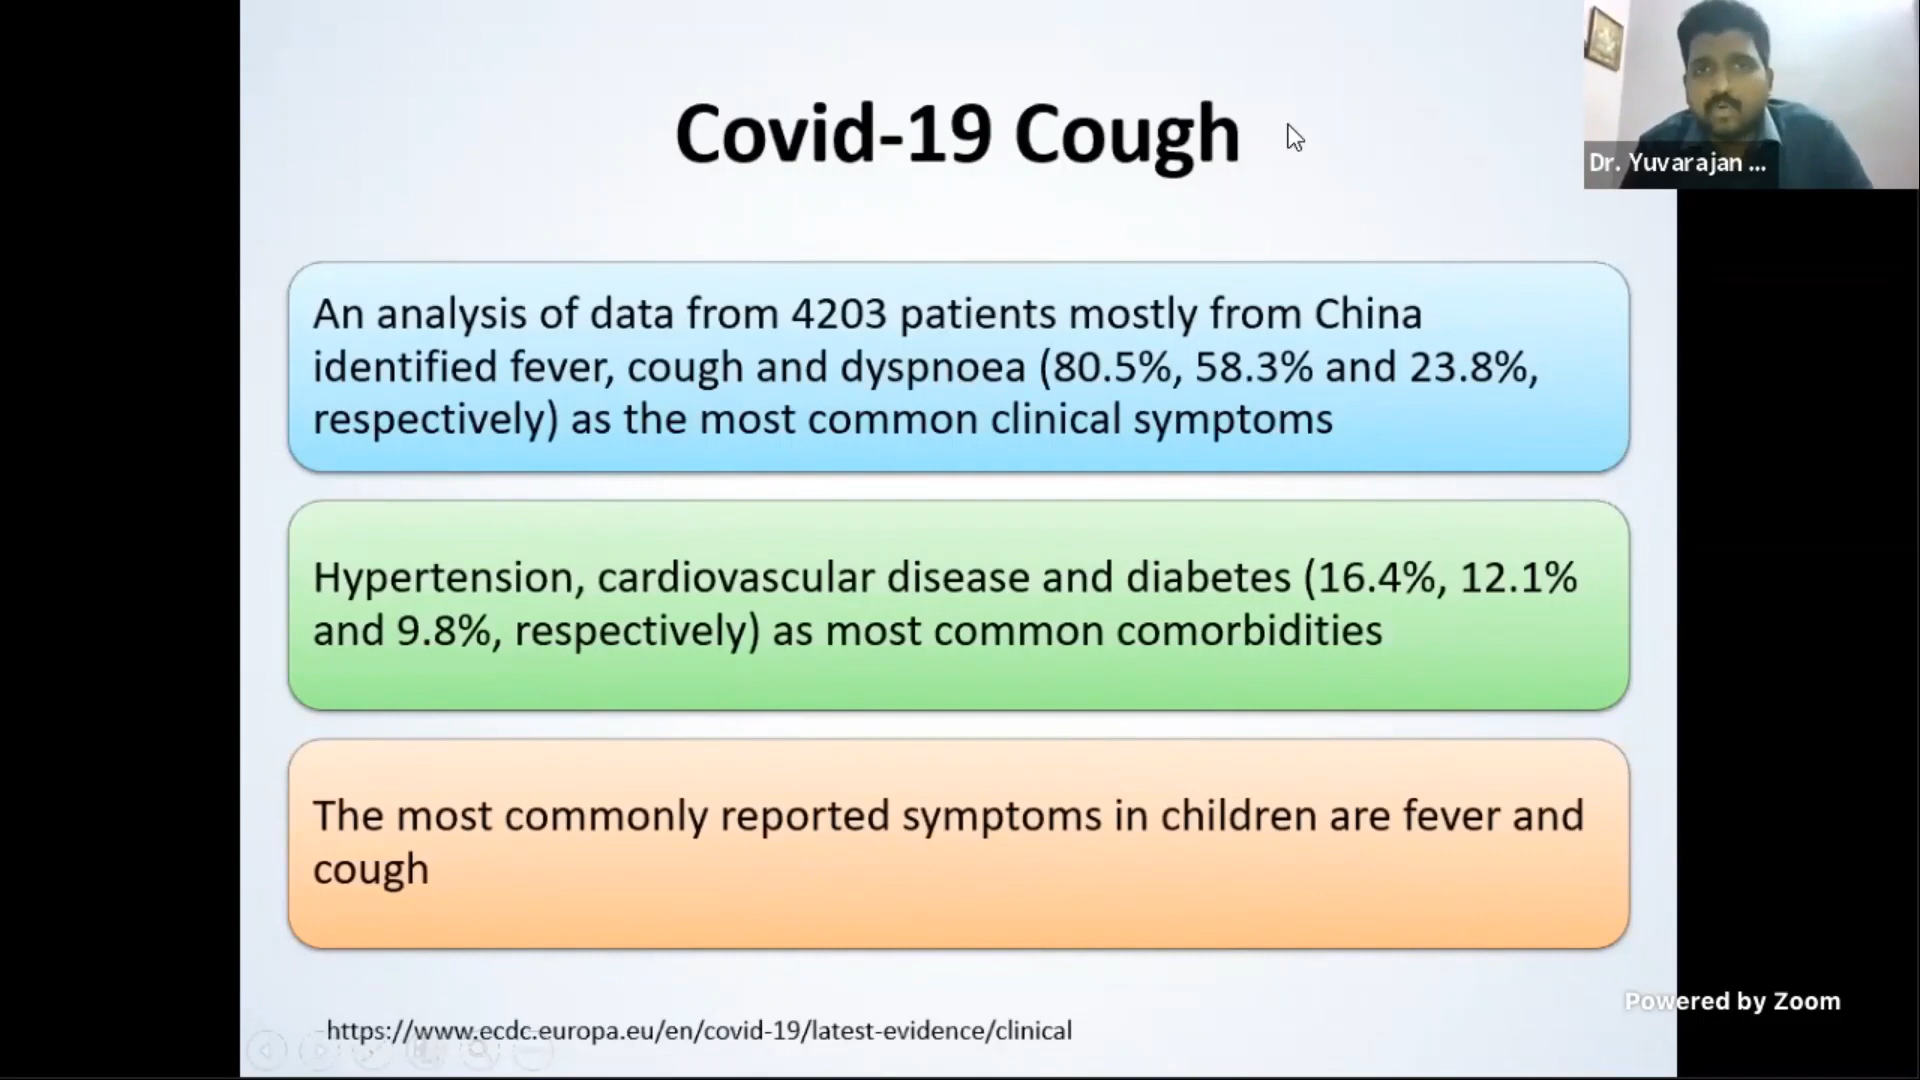 Covid-19 Cough
Dr. Yuvarajan ...
An analysis of data from 4203 patients mostly from China
identified fever, cough and dyspnoea (80.5%, 58.3% and 23.8%,
respectively) as the most common clinical symptoms
Hypertension, cardiovascular disease and diabetes (16.4%, 12.1%
and 9.8%, respectively) as most common comorbidities
The most commonly reported symptoms in children are fever and
cough
Powered by Zoom
https://www.ecdc.europa.eu/en/covid-19/latest-evidence/clinical